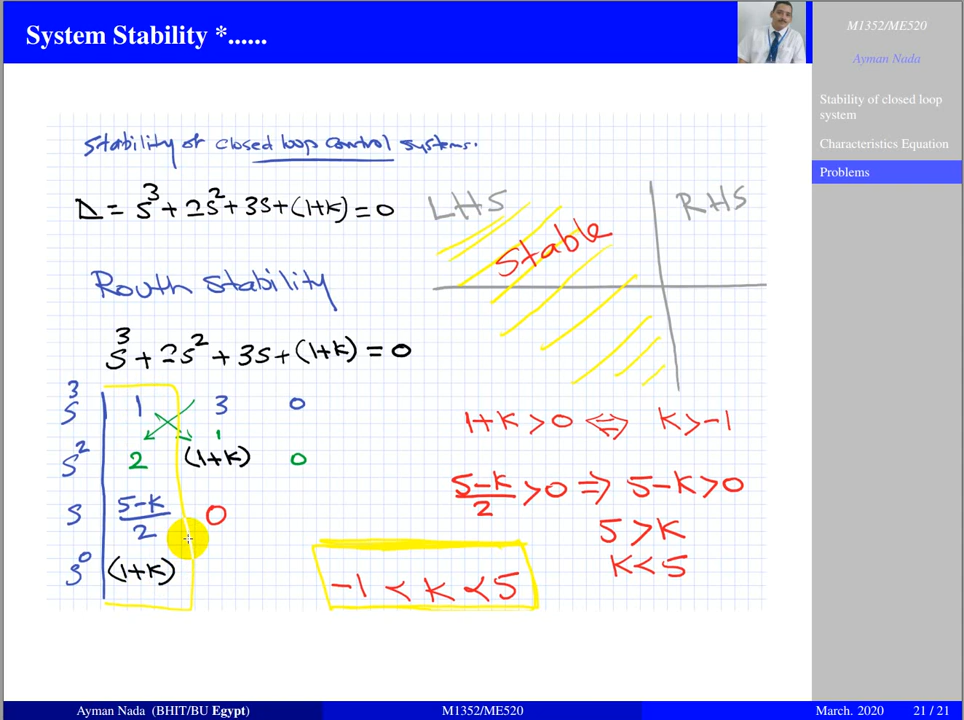 System Stability *......
M1352/ME520
Ayman Nada
Stability of closed loop
system
Characteristics Equation
Problems
Stability of closed loop control systems.
Δ = S³ + 2S² + 3S + (1+K) = 0
LHS
RHS
Stable
Routh Stability
S³ + 2S² + 3S + (1+K) = 0
S³ 1 3 0
S² 2 (1+K) 0
S (5-K)/2 0
S⁰ (1+K)
1+K > 0 ⇔ K > -1
(5-K)/2 > 0 ⇒ 5-K > 0
5 > K
K < 5
-1 < K < 5
Ayman Nada (BHIT/BU Egypt)
M1352/ME520
March. 2020 21 / 21